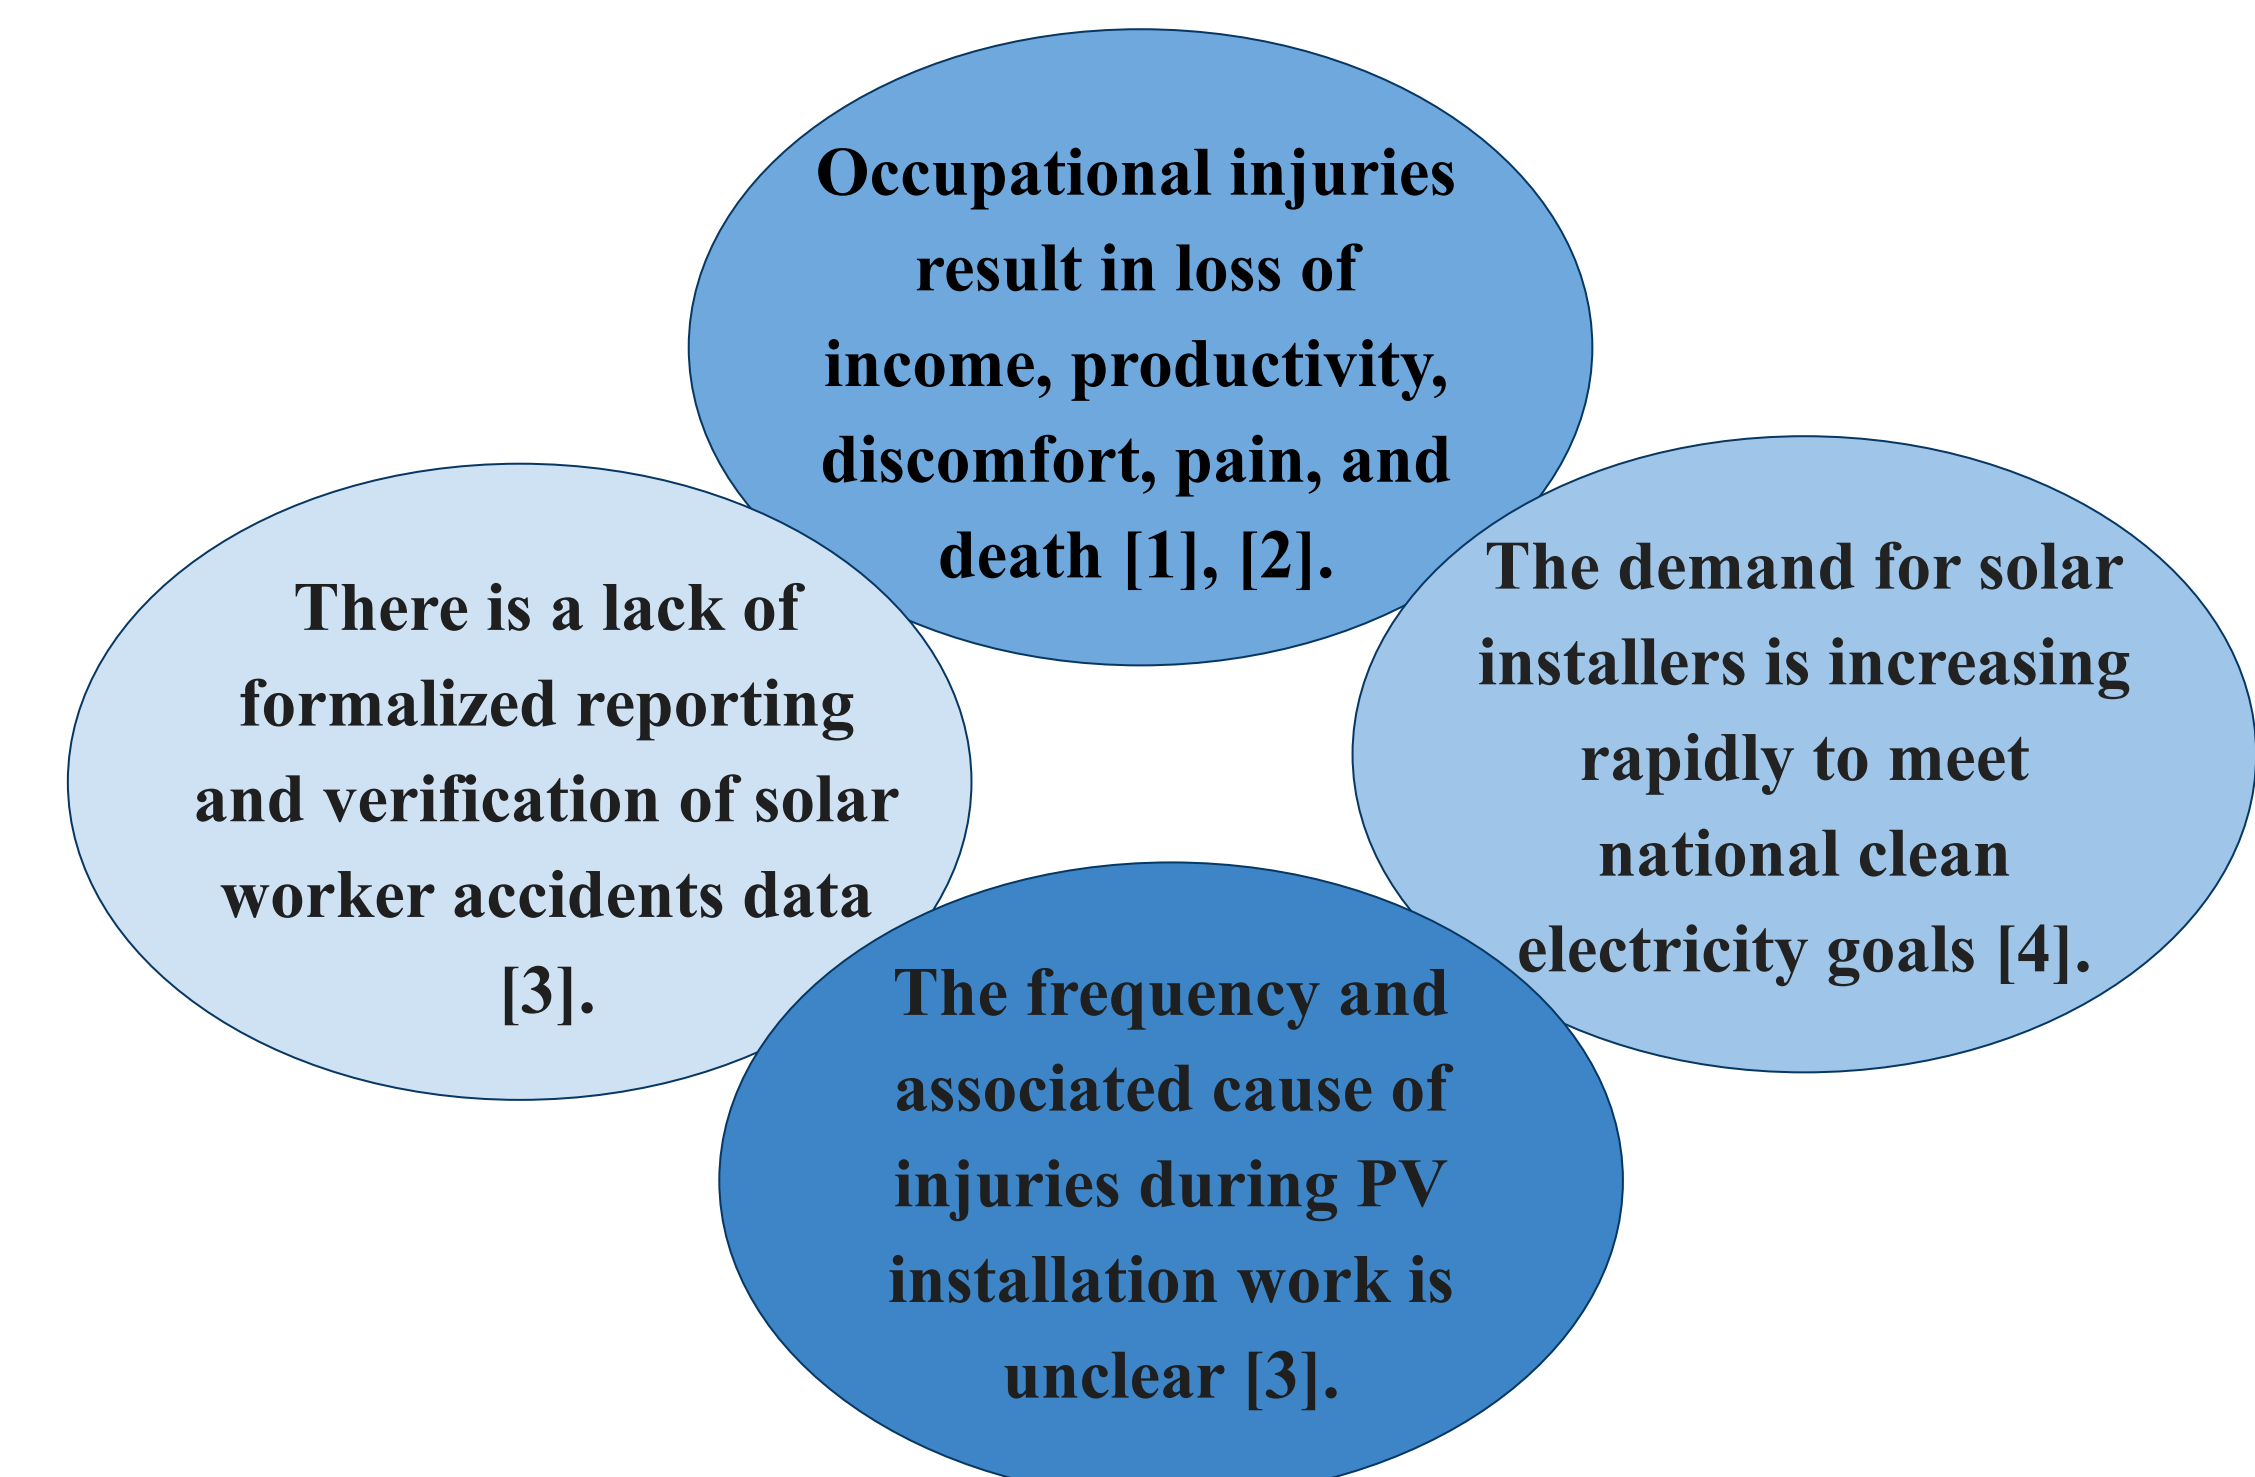 Occupational injuries
result in loss of
income, productivity,
discomfort, pain, and
death [1], [2].
There is a lack of
formalized reporting
and verification of solar
worker accidents data
[3].
The demand for solar
installers is increasing
rapidly to meet
national clean
electricity goals [4].
The frequency and
associated cause of
injuries during PV
installation work is
unclear [3].